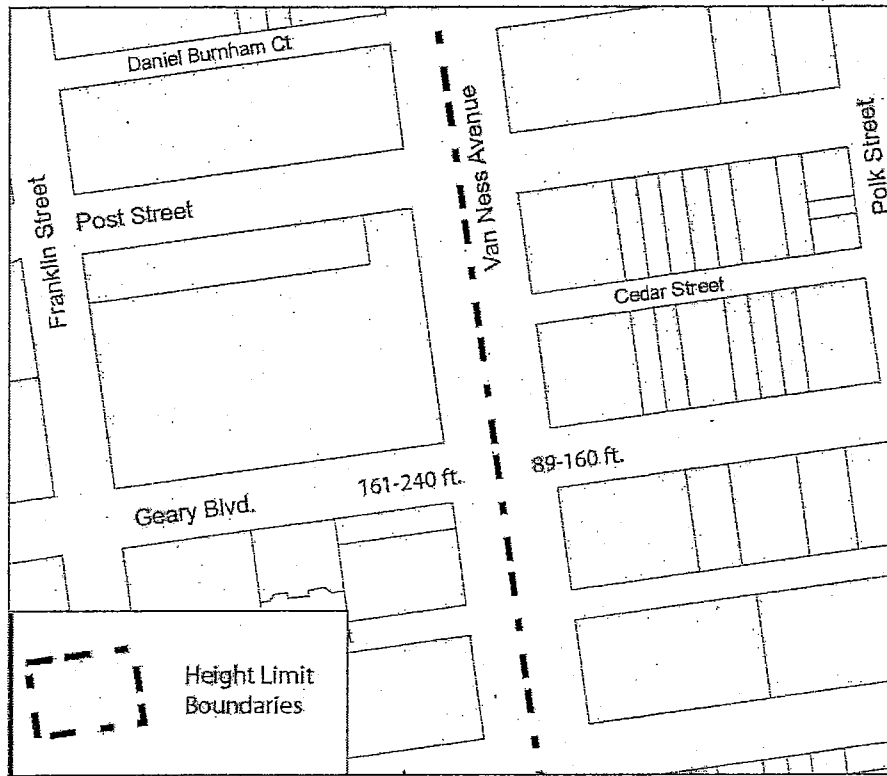 Daniel Burnham Ct
Franklin Street
Post Street
Van Ness Avenue
Polk Street
Cedar Street
Geary Blvd.
161-240 ft.
89-160 ft.
Height Limit
Boundaries